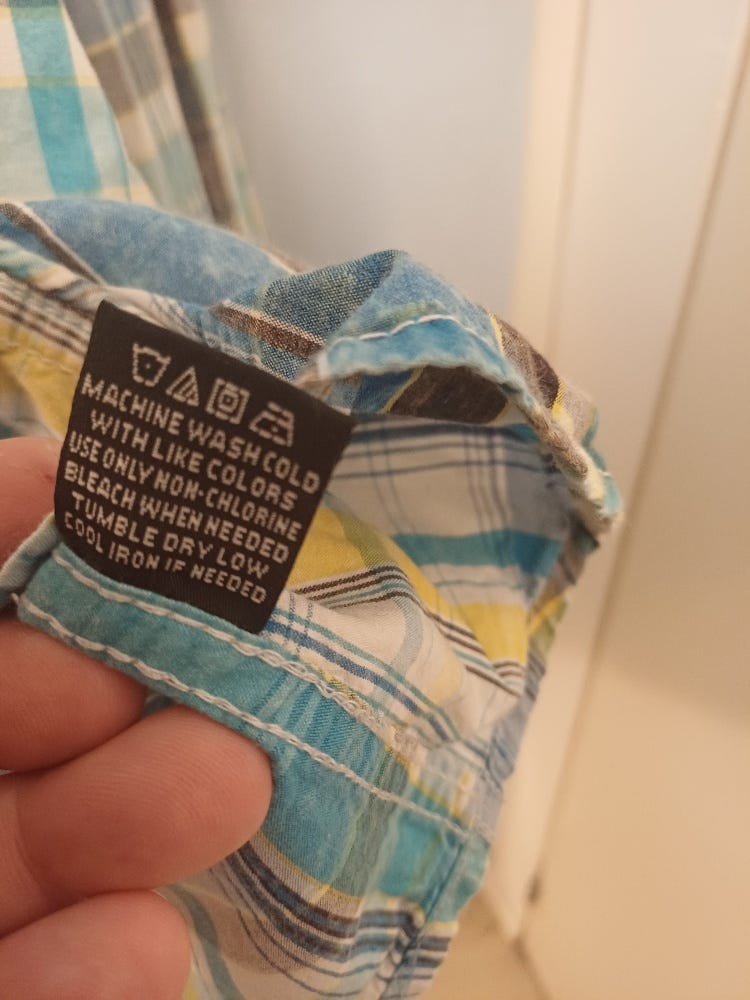 MACHINE WASH COLD
WITH LIKE COLORS
USE ONLY NON-CHLORINE
BLEACH WHEN NEEDED
TUMBLE DRY LOW
COOL IRON IF NEEDED